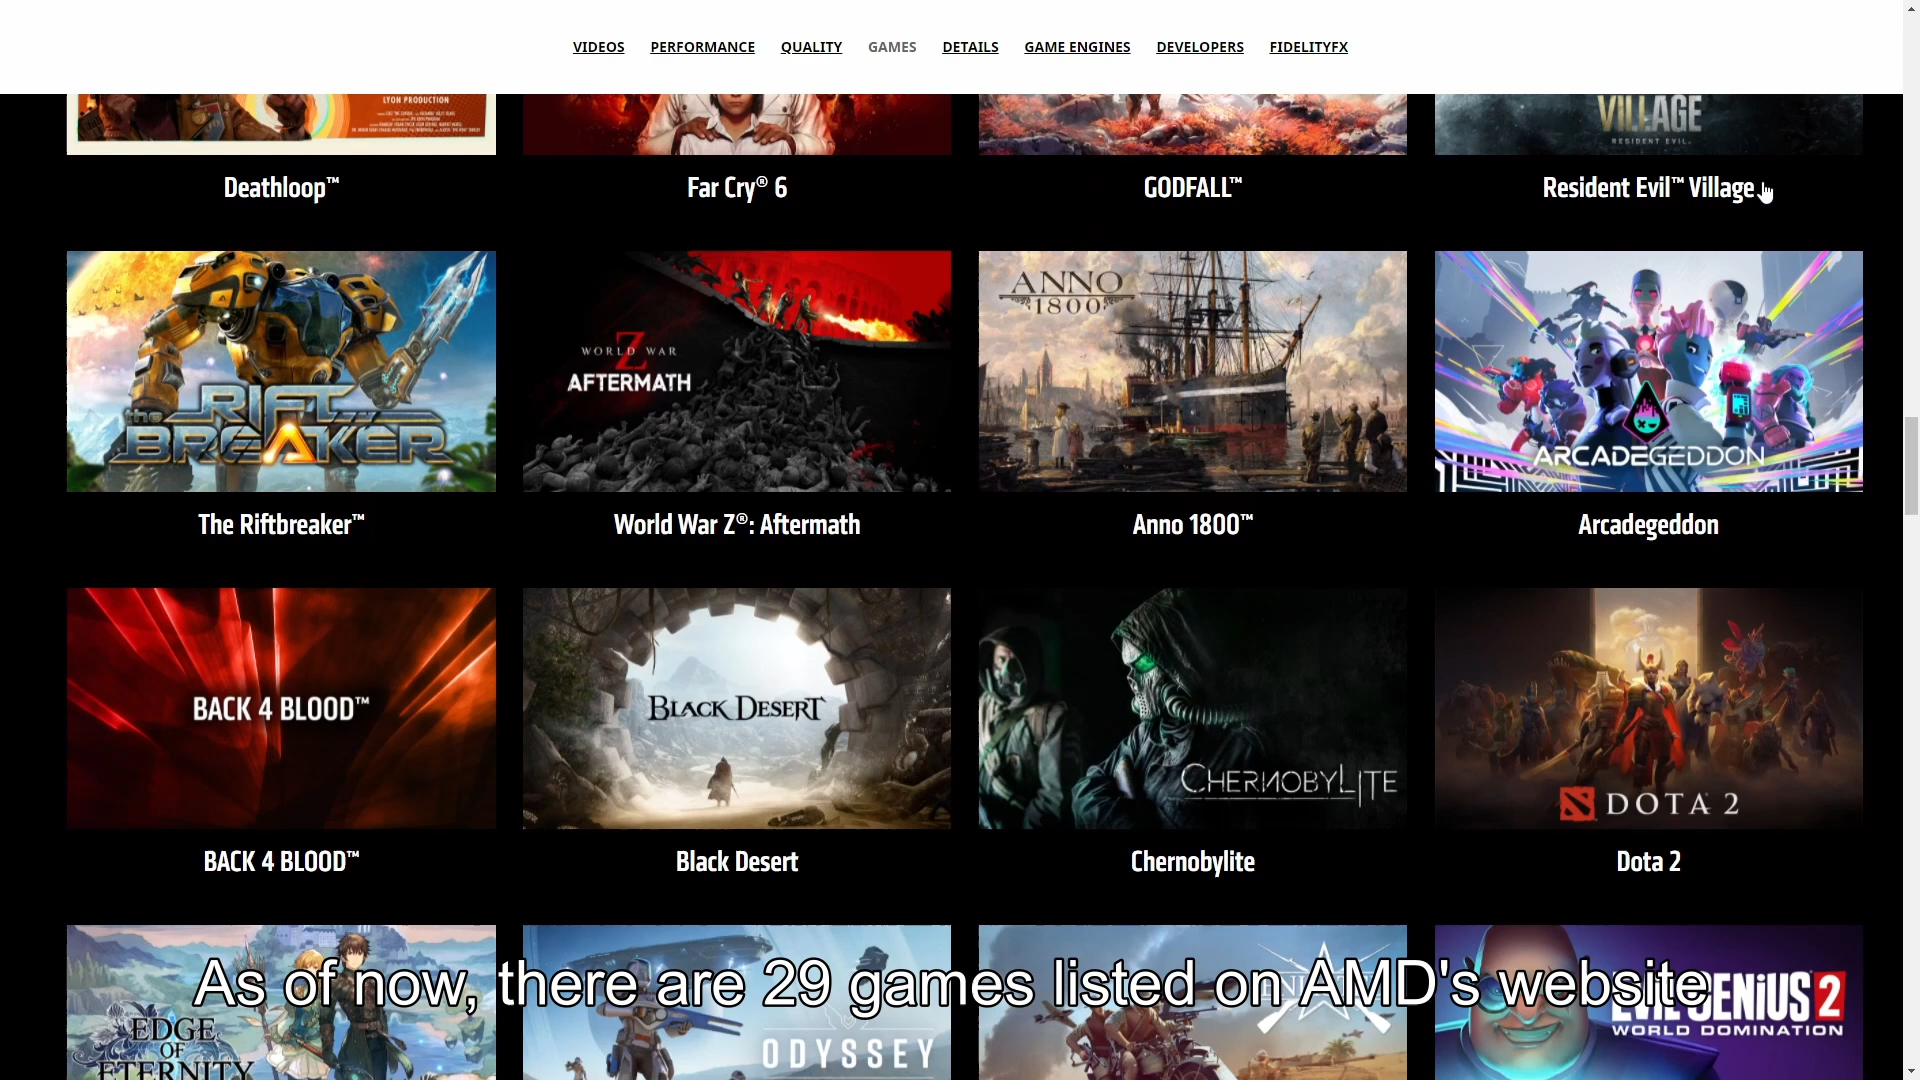 VIDEOS PERFORMANCE QUALITY GAMES DETAILS GAME ENGINES DEVELOPERS FIDELITYFX
LYON PRODUCTION
VILLAGE
RESIDENT EVIL
Deathloop™ Far Cry® 6 GODFALL™ Resident Evil™ Village
the RIFT BREAKER
WORLD WAR Z AFTERMATH
ANNO 1800
ARCADEGEDDON
The Riftbreaker™ World War Z®: Aftermath Anno 1800™ Arcadegeddon
BACK 4 BLOOD™
BLACK DESERT
CHERNOBYLITE
DOTA 2
BACK 4 BLOOD™ Black Desert Chernobylite Dota 2
As of now, there are 29 games listed on AMD's website
EDGE OF ETERNITY
ODYSSEY
GENIUS 2
WORLD DOMINATION